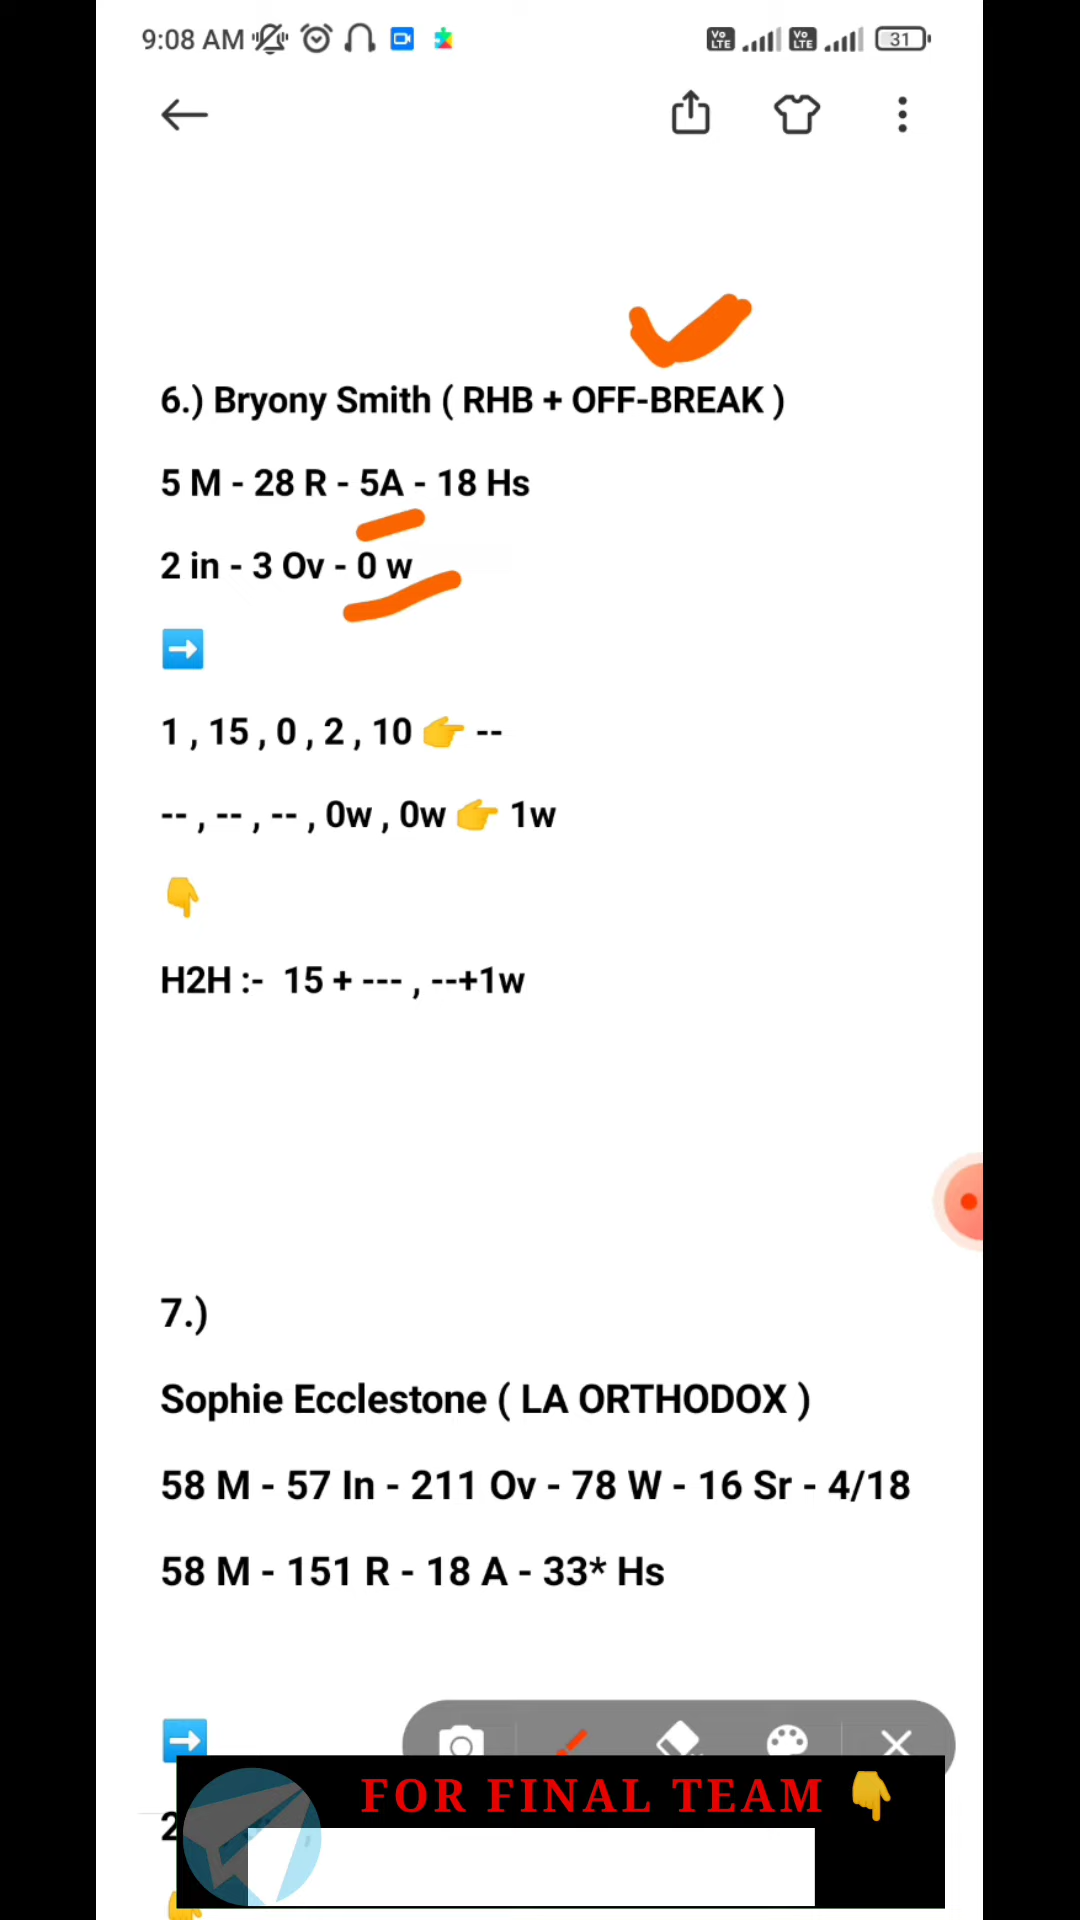 9:08 AM 31
6.) Bryony Smith ( RHB + OFF-BREAK )
5 M - 28 R - 5A - 18 Hs
2 in - 3 Ov - 0 w
➡️
1 , 15 , 0 , 2 , 10 👉 --
-- , -- , -- , 0w , 0w 👉 1w
👇
H2H :- 15 + --- , --+1w
7.)
Sophie Ecclestone ( LA ORTHODOX )
58 M - 57 In - 211 Ov - 78 W - 16 Sr - 4/18
58 M - 151 R - 18 A - 33* Hs
➡️
FOR FINAL TEAM 👇